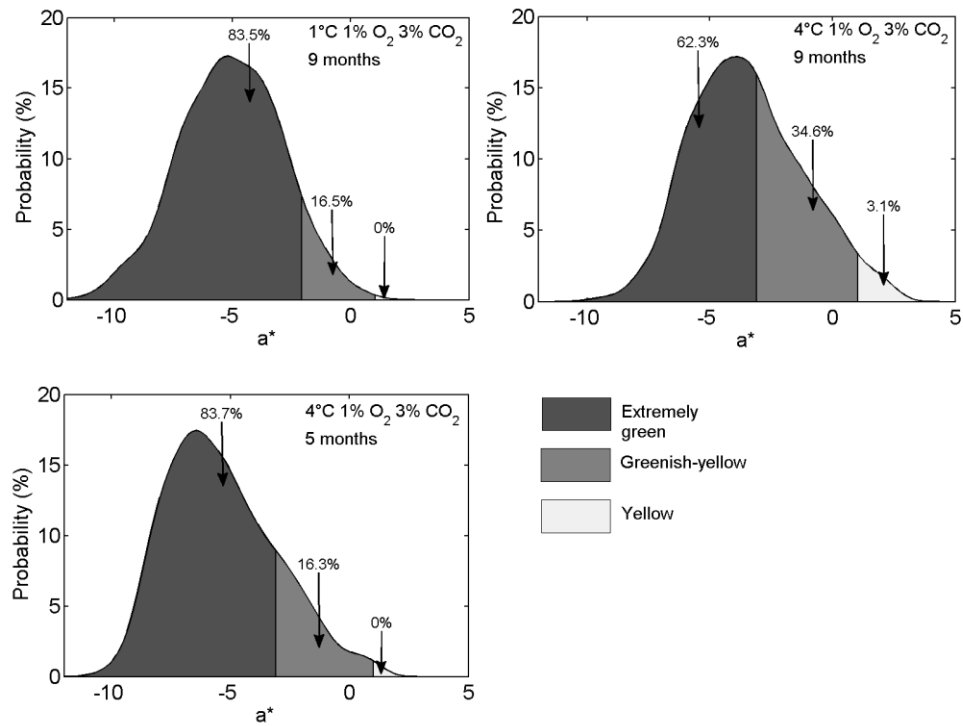 20
15
10
5
0
Probability (%)
-10
-5
0
5
a*
83.5%
16.5%
0%
1°C 1% O₂ 3% CO₂
9 months
20
15
10
5
0
Probability (%)
-10
-5
0
5
a*
62.3%
34.6%
3.1%
4°C 1% O₂ 3% CO₂
9 months
20
15
10
5
0
Probability (%)
-10
-5
0
5
a*
83.7%
16.3%
0%
4°C 1% O₂ 3% CO₂
5 months
Extremely
green
Greenish-yellow
Yellow